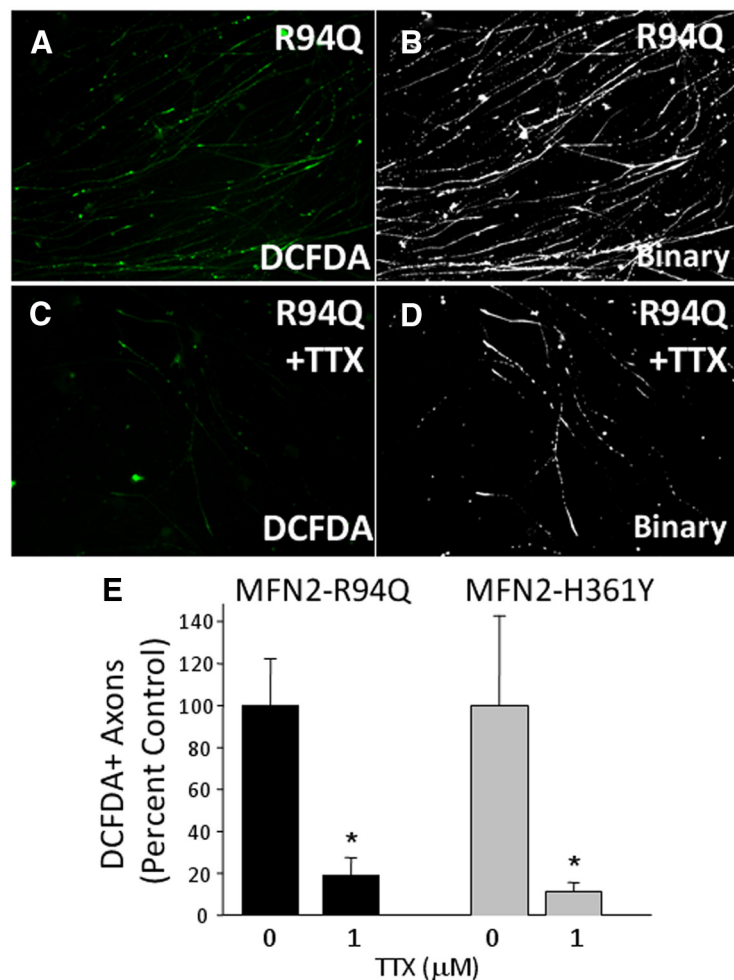 A R94Q
DCFDA
B R94Q
Binary
C R94Q
+TTX
DCFDA
D R94Q
+TTX
Binary
E MFN2-R94Q MFN2-H361Y
DCFDA+ Axons
(Percent Control)
140
120
100
80
60
40
20
0
* *
0 1 0 1
TTX (μM)